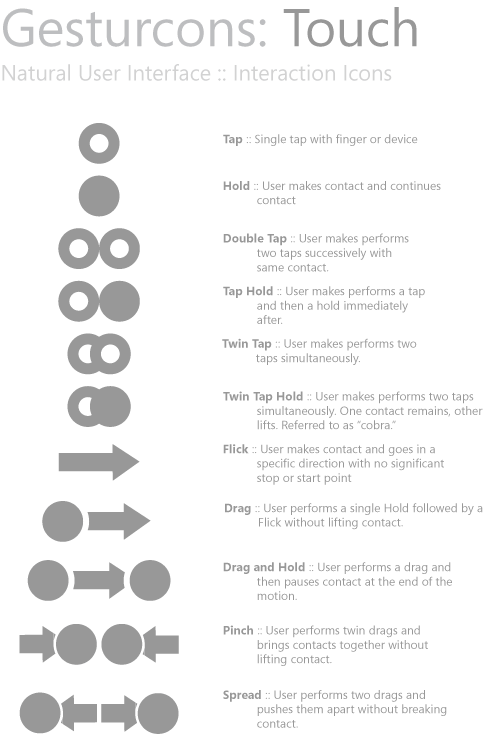 Gesturcons: Touch
Natural User Interface :: Interaction Icons
Tap :: Single tap with finger or device
Hold :: User makes contact and continues
contact
Double Tap :: User makes performs
two taps successively with
same contact.
Tap Hold :: User makes performs a tap
and then a hold immediately
after.
Twin Tap :: User makes performs two
taps simultaneously.
Twin Tap Hold :: User makes performs two taps
simultaneously. One contact remains, other
lifts. Referred to as “cobra.”
Flick :: User makes contact and goes in a
specific direction with no significant
stop or start point
Drag :: User performs a single Hold followed by a
Flick without lifting contact.
Drag and Hold :: User performs a drag and
then pauses contact at the end of the
motion.
Pinch :: User performs twin drags and
brings contacts together without
lifting contact.
Spread :: User performs two drags and
pushes them apart without breaking
contact.